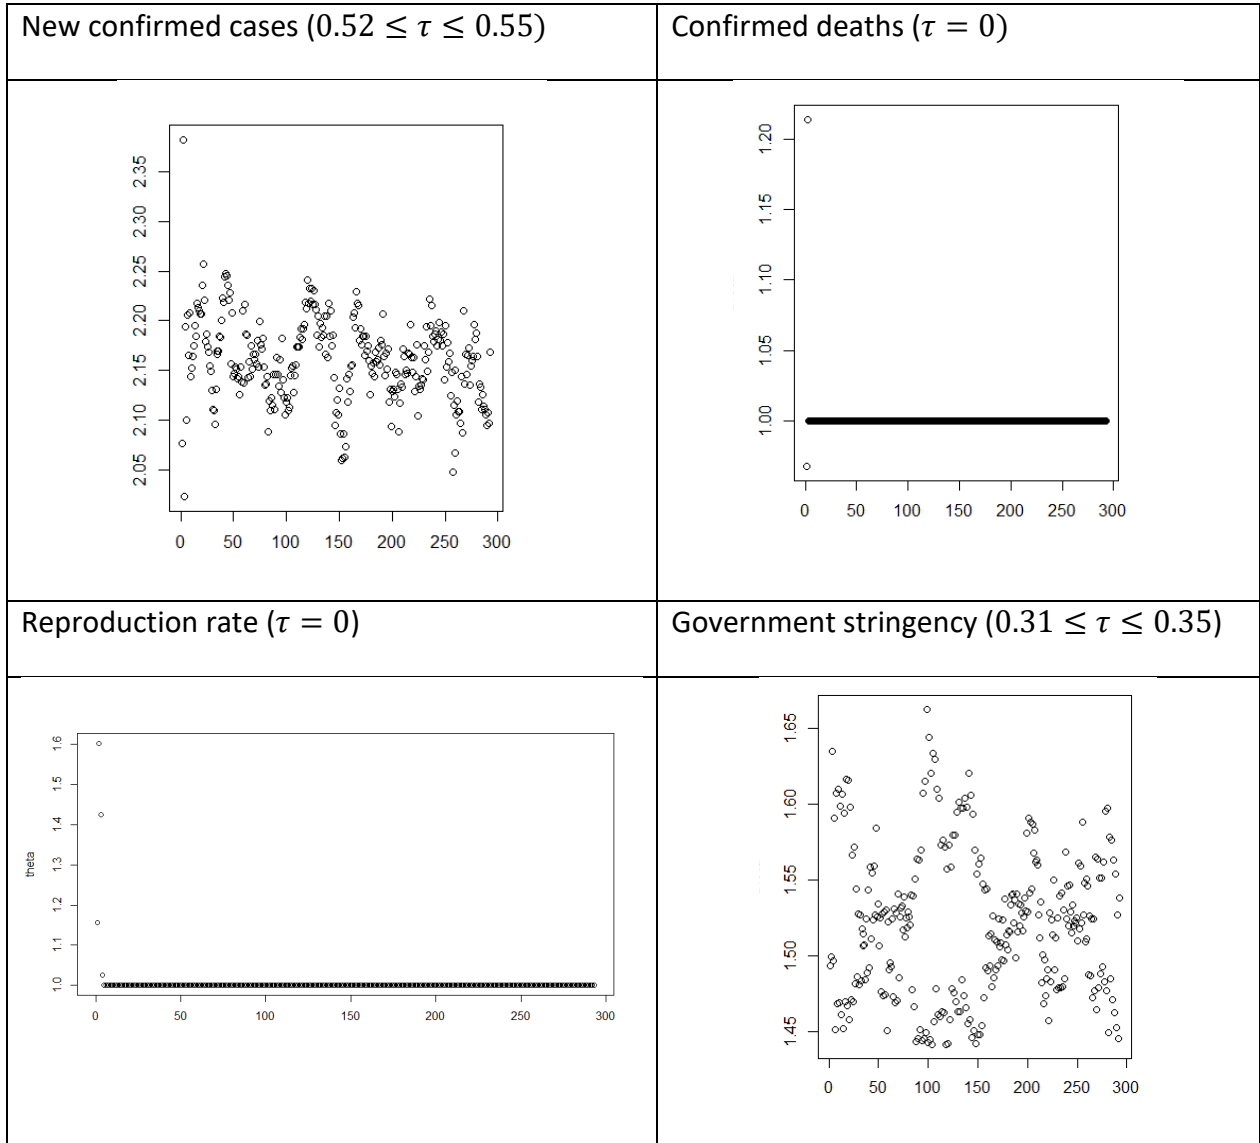 New confirmed cases (0.52 ≤ τ ≤ 0.55)
Confirmed deaths (τ = 0)
2.35
2.30
2.25
2.20
2.15
2.10
2.05
0 50 100 150 200 250 300
1.20
1.15
1.10
1.05
1.00
0 50 100 150 200 250 300
Reproduction rate (τ = 0)
Government stringency (0.31 ≤ τ ≤ 0.35)
theta
1.6
1.5
1.4
1.3
1.2
1.1
1.0
0 50 100 150 200 250 300
1.65
1.60
1.55
1.50
1.45
0 50 100 150 200 250 300